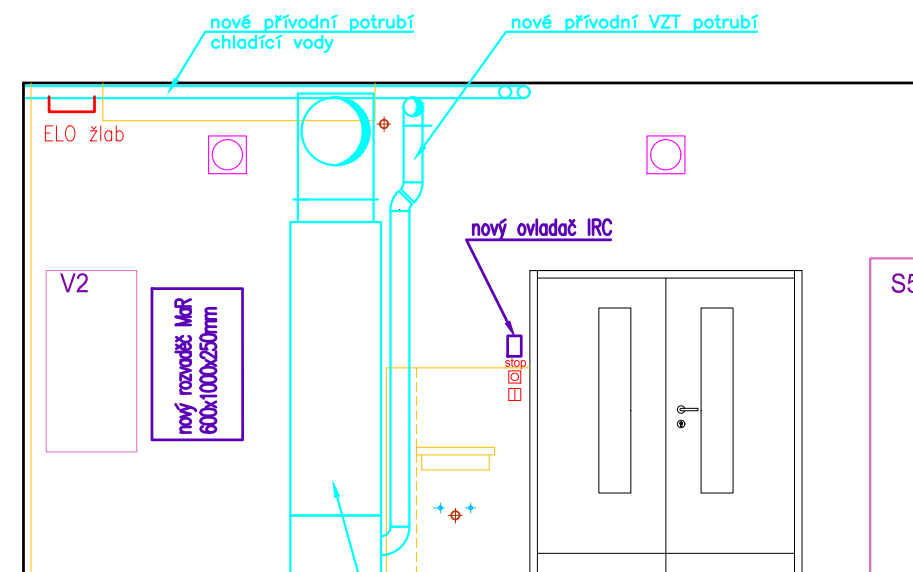 nové přívodní potrubí
chladící vody
nové přívodní VZT potrubí
ELO žlab
nový ovladač IRC
V2
S5
nový rozvaděč MaR
600x1000x250mm
stop